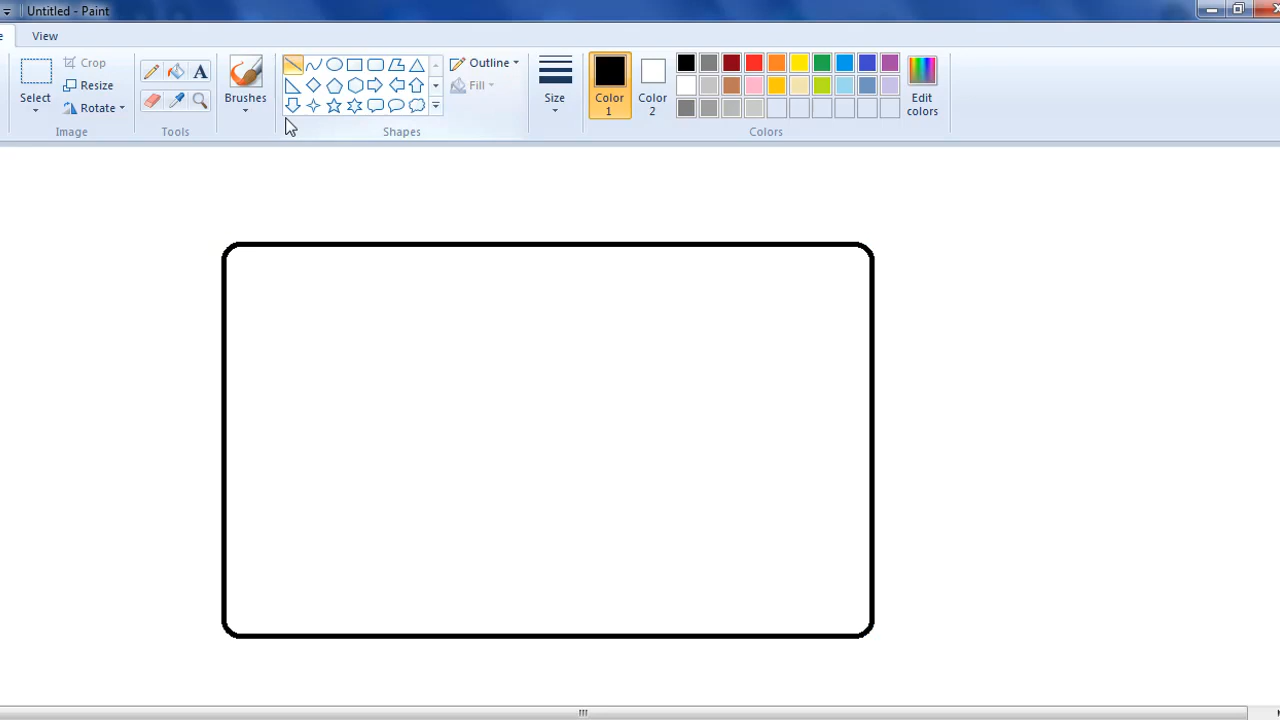 Untitled - Paint
View
Select
Crop
Resize
Rotate
Image
A
Tools
Brushes
Outline
Fill
Shapes
Size
Color
1
Color
2
Edit
colors
Colors